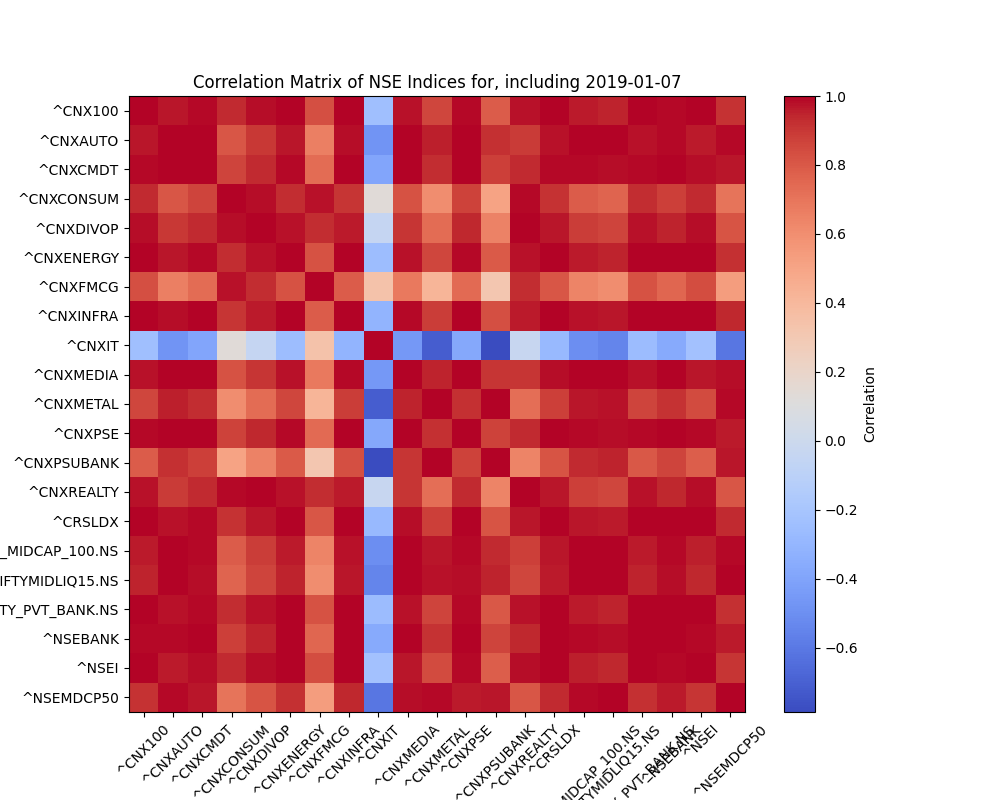 Correlation Matrix of NSE Indices for, including 2019-01-07
^CNX100
^CNXAUTO
^CNXCMDT
^CNXCONSUM
^CNXDIVOP
^CNXENERGY
^CNXFMCG
^CNXINFRA
^CNXIT
^CNXMEDIA
^CNXMETAL
^CNXPSE
^CNXPSUBANK
^CNXREALTY
^CRSLDX
_MIDCAP_100.NS
IFTYMIDLIQ15.NS
TY_PVT_BANK.NS
^NSEBANK
^NSEI
^NSEMDCP50
^CNX100
^CNXAUTO
^CNXCMDT
^CNXCONSUM
^CNXDIVOP
^CNXENERGY
^CNXFMCG
^CNXINFRA
^CNXIT
^CNXMEDIA
^CNXMETAL
^CNXPSE
^CNXPSUBANK
^CNXREALTY
^CRSLDX
MIDCAP_100.NS
TYMIDLIQ15.NS
PVT_BANK.NS
^NSEBANK
^NSEI
^NSEMDCP50
1.0
0.8
0.6
0.4
0.2
0.0
−0.2
−0.4
−0.6
Correlation